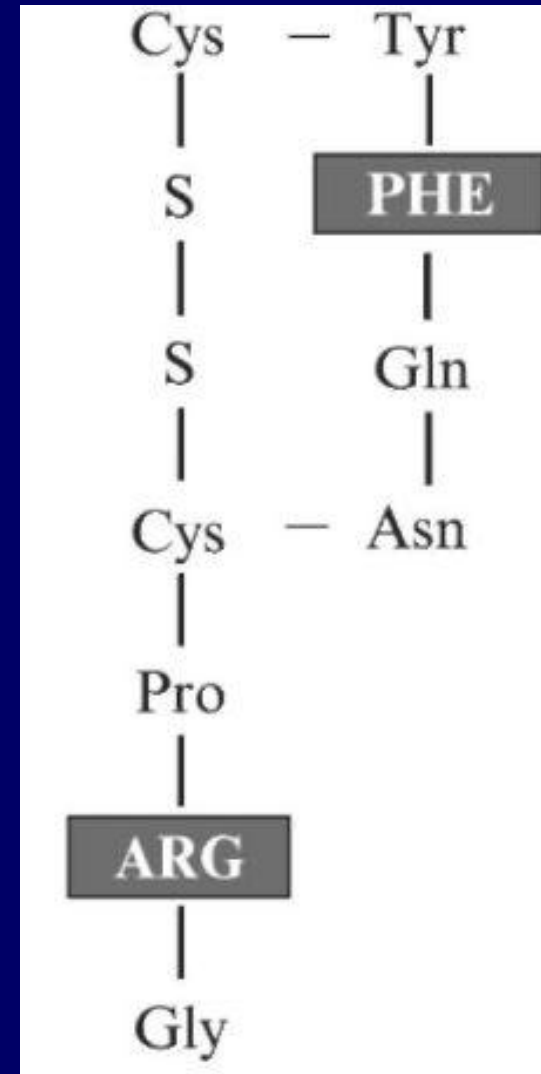 Cys – Tyr
S PHE
S Gln
Cys – Asn
Pro
ARG
Gly